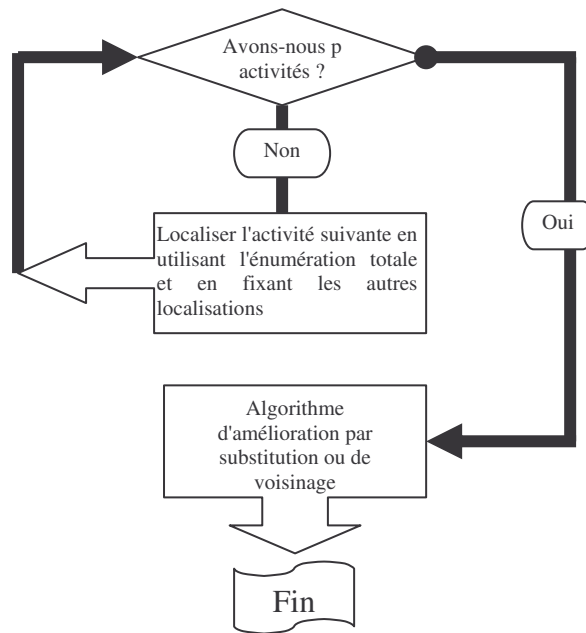 Avons-nous p
activités ?
Non
Localiser l'activité suivante en
utilisant l'énumération totale
et en fixant les autres
localisations
Oui
Algorithme
d'amélioration par
substitution ou de
voisinage
Fin